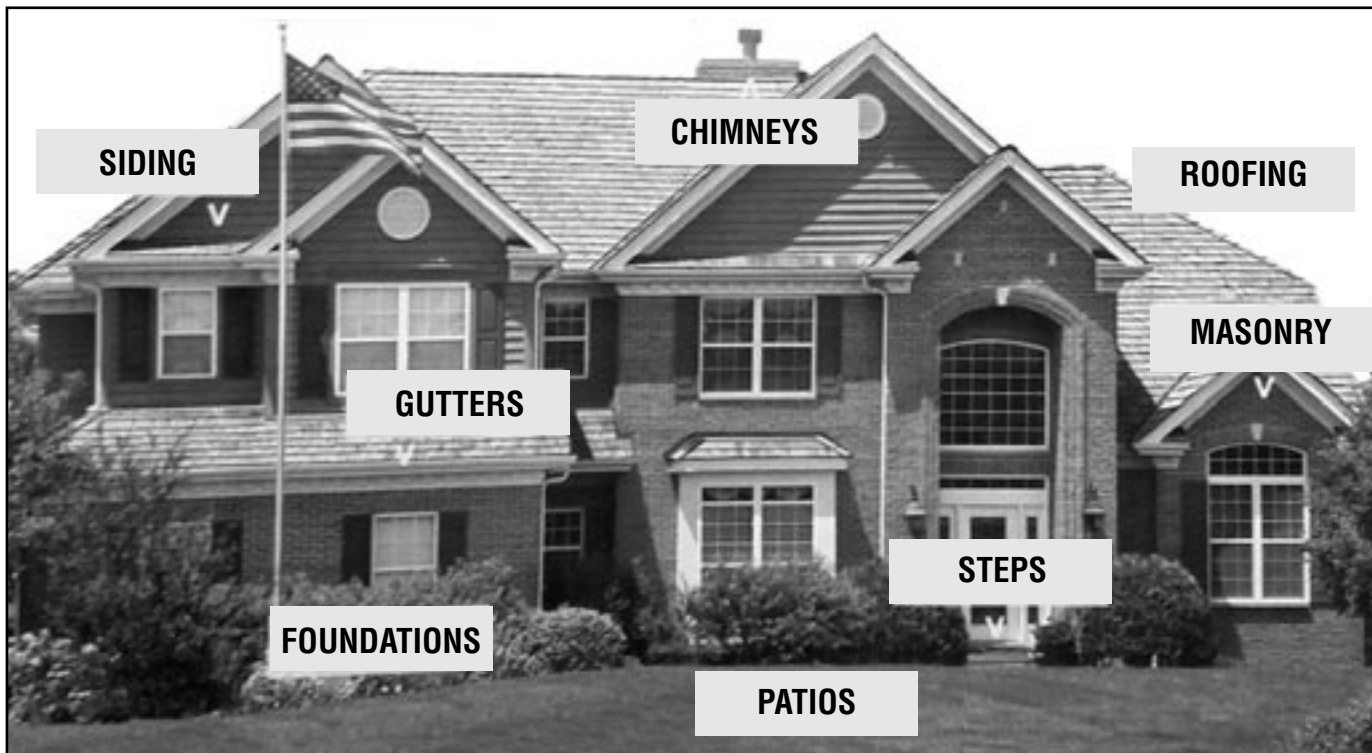 CHIMNEYS
SIDING
ROOFING
MASONRY
GUTTERS
STEPS
FOUNDATIONS
PATIOS